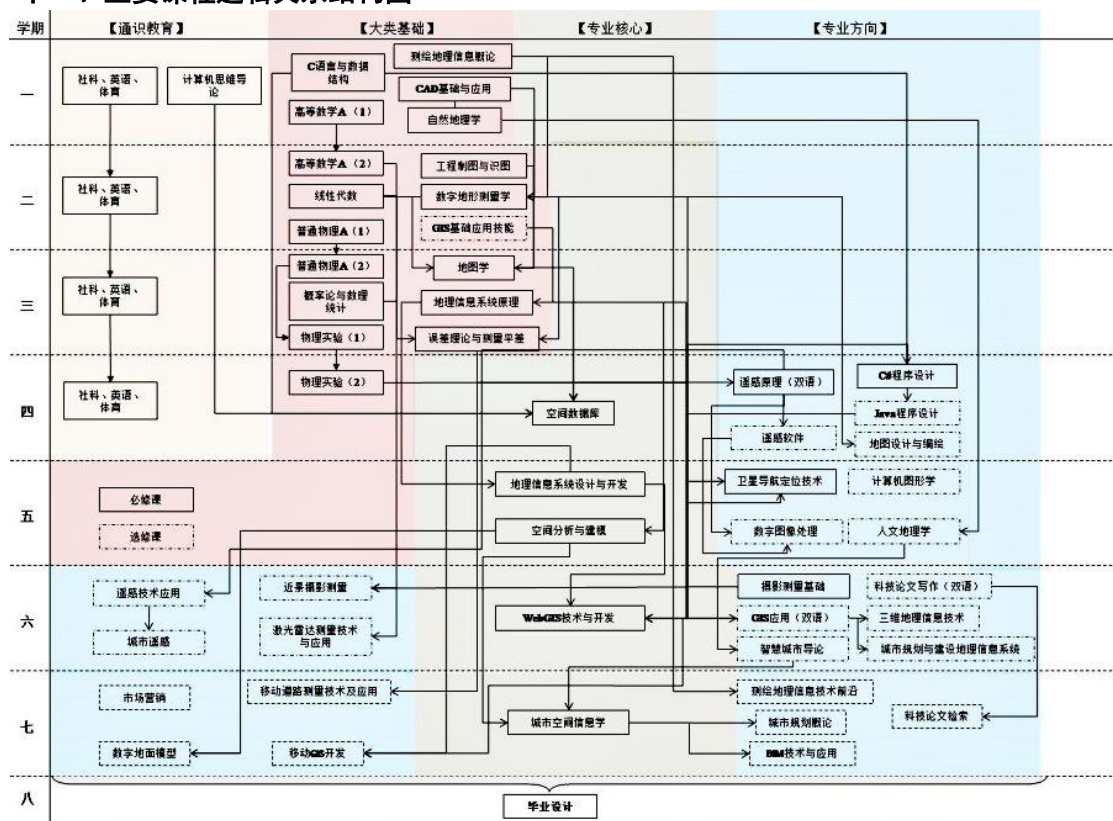 学期 【通识教育】 【大类基础】 【专业核心】 【专业方向】
一
社科、英语、
体育
计算机思维导
论
C语言与数据
结构
测绘地理信息概论
CAD基础与应用
高等数学A（1）
自然地理学
二
社科、英语、
体育
高等数学A（2）
工程制图与识图
线性代数
数字地形测量学
普通物理A（1）
GIS基础应用技能
三
社科、英语、
体育
普通物理A（2）
地图学
概率论与数理
统计
地理信息系统原理
物理实验（1）
误差理论与测量平差
四
社科、英语、
体育
物理实验（2）
空间数据库
遥感原理（双语）
C#程序设计
Java程序设计
遥感软件
地图设计与编绘
五
必修课
选修课
地理信息系统设计与开发
卫星导航定位技术
计算机图形学
空间分析与建模
数字图像处理
人文地理学
六
遥感技术应用
近景摄影测量
摄影测量基础
科技论文写作（双语）
城市遥感
激光雷达测量技术
与应用
WebGIS技术与开发
GIS应用（双语）
三维地理信息技术
智慧城市导论
城市规划与建设地理信息系统
七
市场营销
移动道路测量技术及应用
测绘地理信息技术前沿
城市空间信息学
城市规划概论
科技论文检索
数字地面模型
移动GIS开发
BIM技术与应用
八
毕业设计